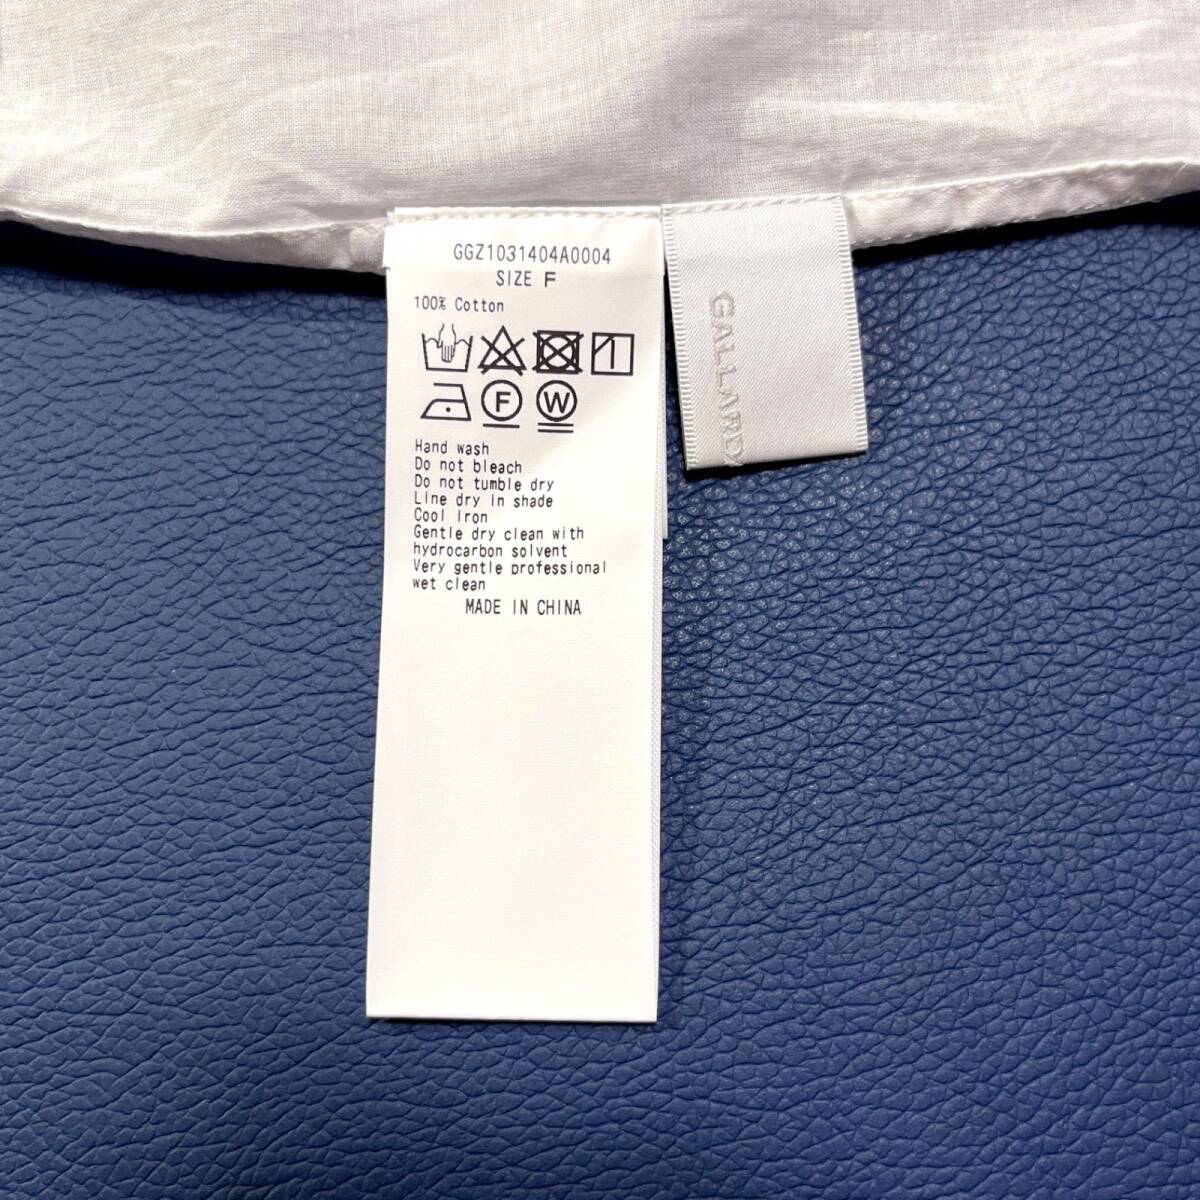 GGZ1031404A0004
SIZE F
100% Cotton
F
W
Hand wash
Do not bleach
Do not tumble dry
Line dry in shade
Cool Iron
Gentle dry clean with
hydrocarbon solvent
Very gentle professional
wet clean
MADE IN CHINA